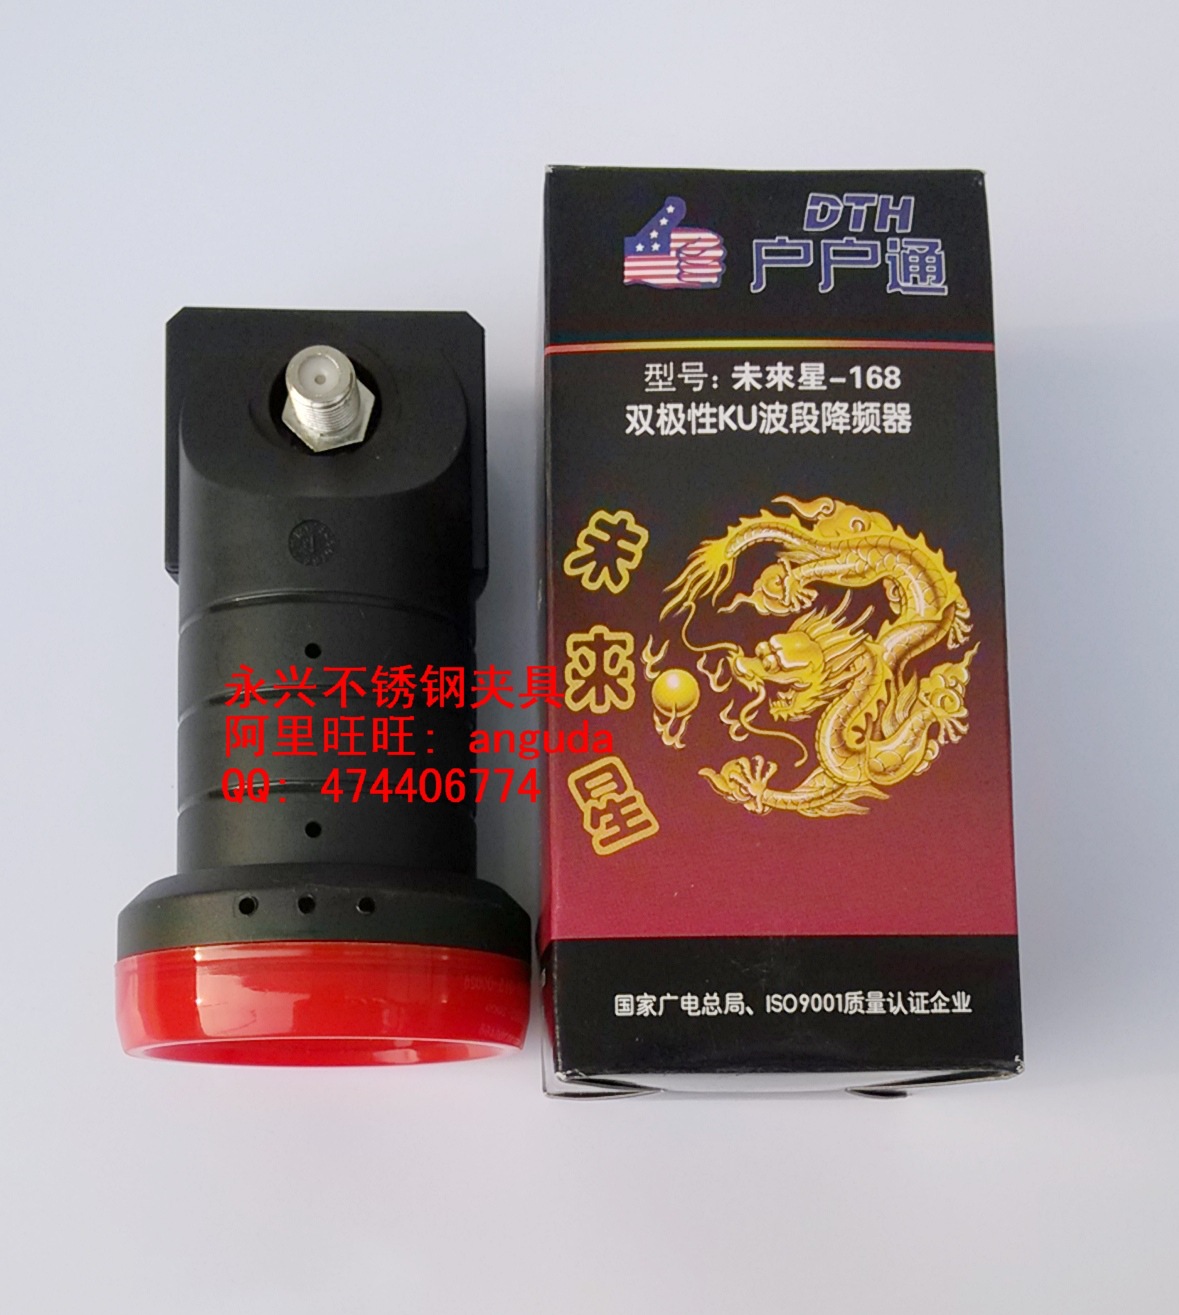 DTH
户户通
型号: 未來星-168
双极性KU波段降频器
未來星
永兴不锈钢夹具
阿里旺旺: anguda
QQ: 474406774
国家广电总局、ISO9001质量认证企业